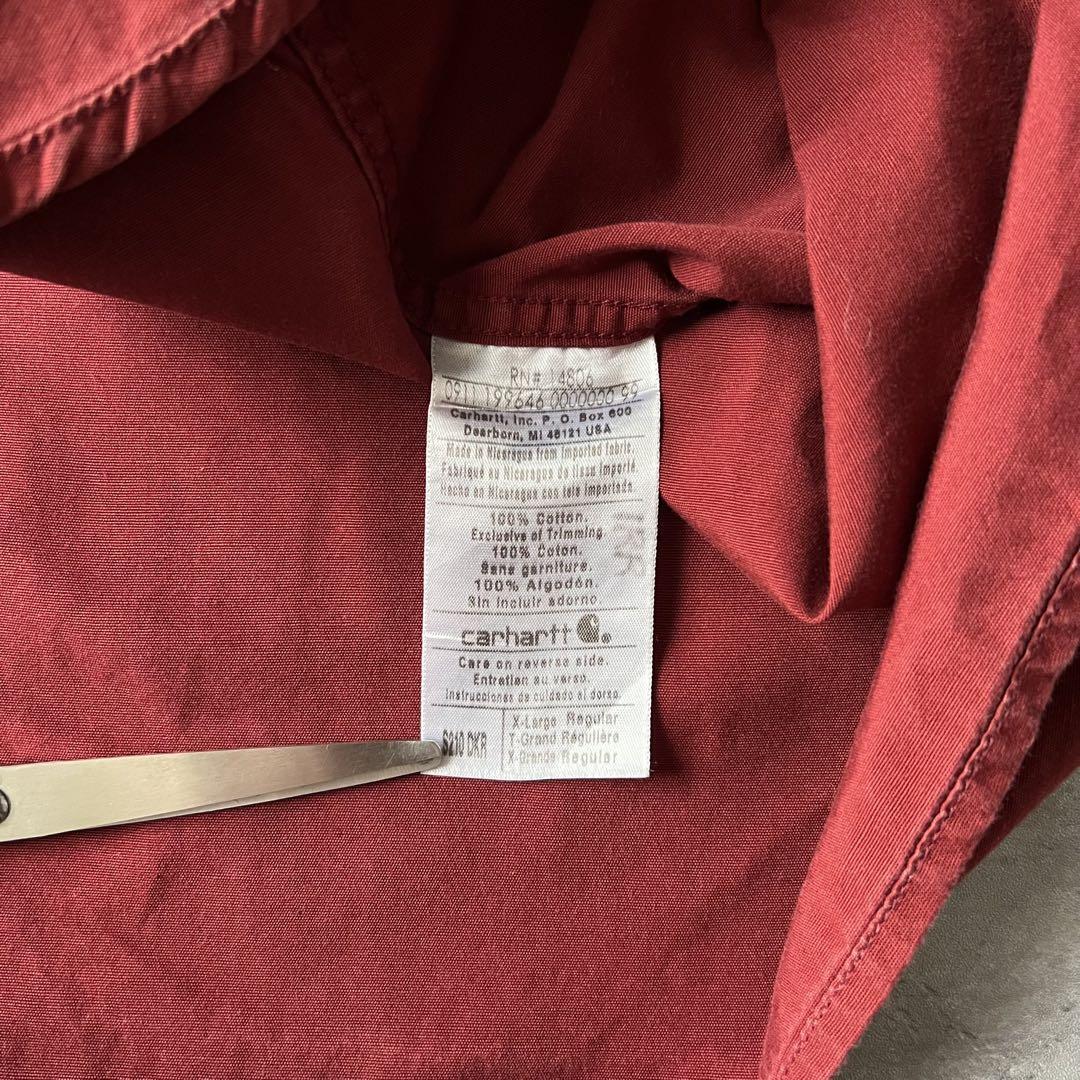 RN# 14806
0911 199646 0000000 99
Carhartt, Inc. P. O. Box 600
Dearborn, MI 48121 USA
Made in Nicaragua from imported fabric.
Fabriqué au Nicaragua de tissu importé.
Hecho en Nicaragua con tela importada.
100% Cotton.
Exclusive of Trimming
100% Coton.
Sans garniture.
100% Algodón.
Sin incluir adorno.
carhartt ®
Care on reverse side.
Entretien au verso.
Instrucciones de cuidado al dorso.
S210 DKR
X-Large Regular
T-Grand Régulière
X-Grande Regular